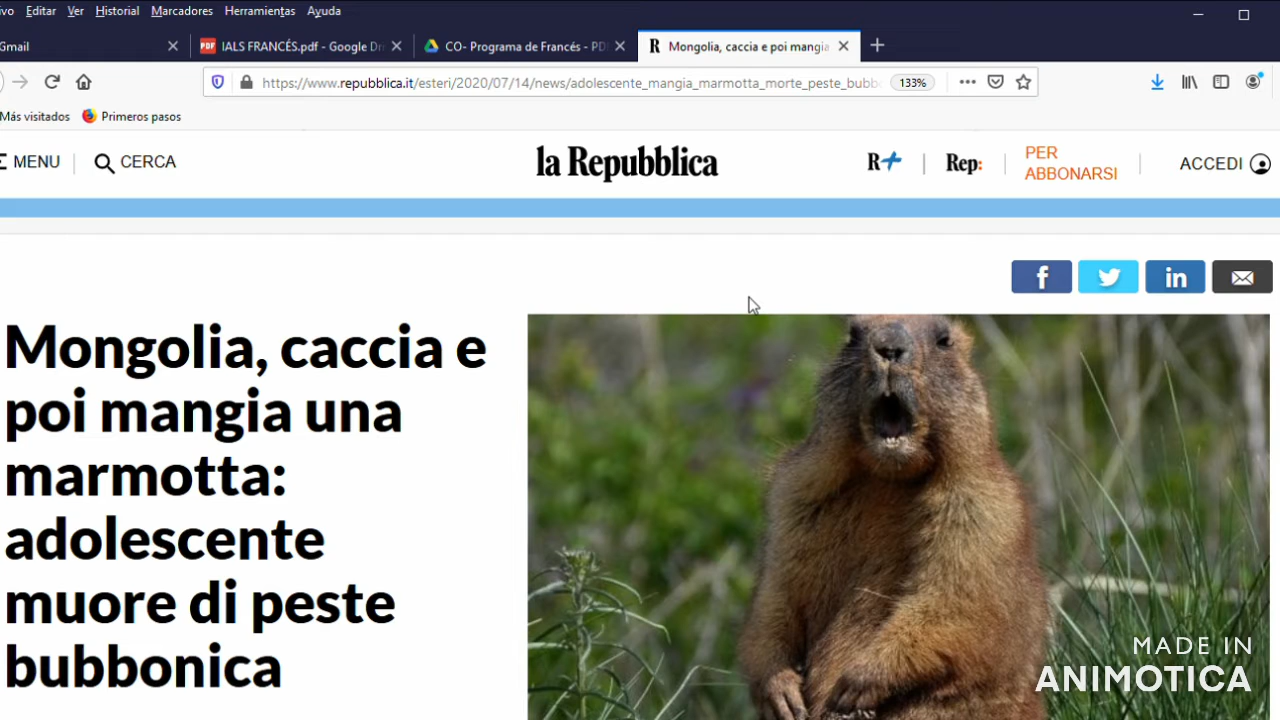 ivo Editar Ver Historial Marcadores Herramientas Ayuda
Gmail
PDF IALS FRANCÉS.pdf - Google Dr
CO- Programa de Francés - PD
R Mongolia, caccia e poi mangia
https://www.repubblica.it/esteri/2020/07/14/news/adolescente_mangia_marmotta_morte_peste_bubb
133%
Más visitados
Primeros pasos
MENU
CERCA
la Repubblica
R+
Rep:
PER
ABBONARSI
ACCEDI
f
in
Mongolia, caccia e
poi mangia una
marmotta:
adolescente
muore di peste
bubbonica
MADE IN
ANIMOTICA